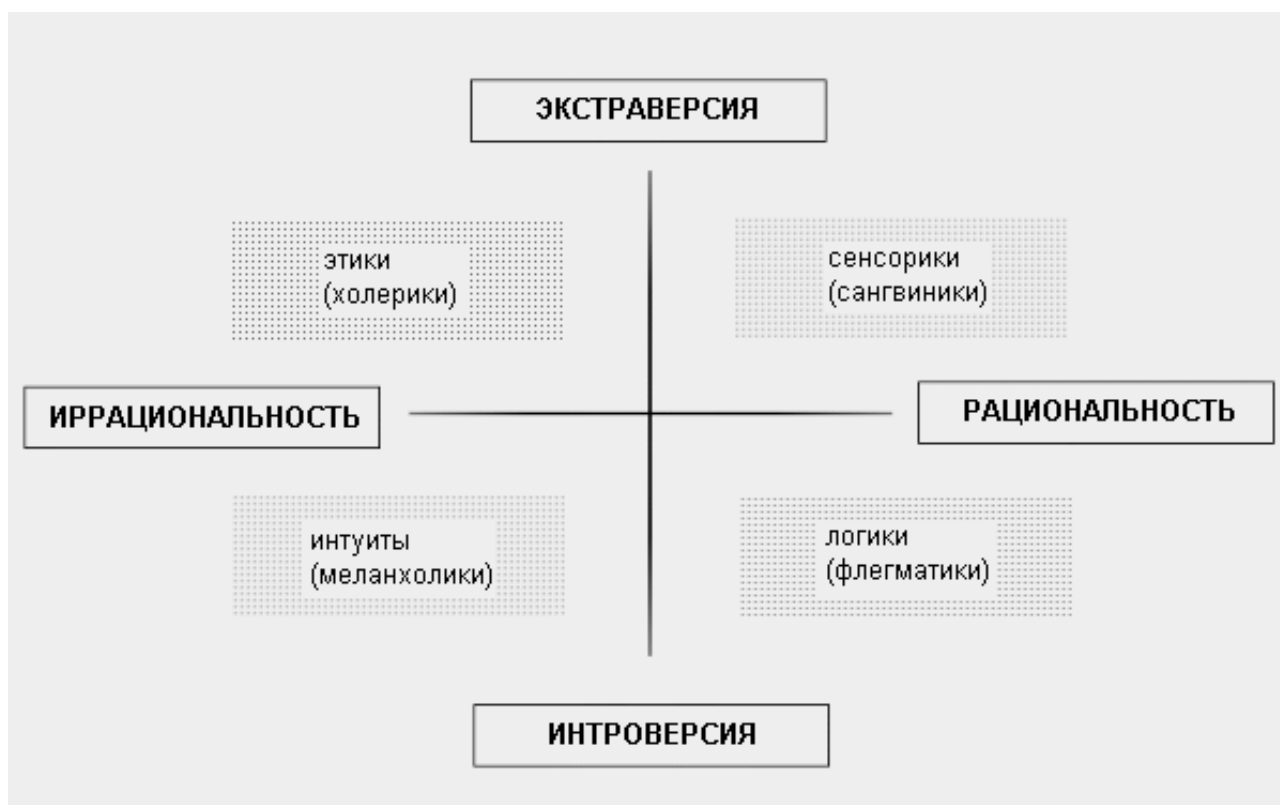 ЭКСТРАВЕРСИЯ
этики
(холерики)
сенсорики
(сангвиники)
ИРРАЦИОНАЛЬНОСТЬ
РАЦИОНАЛЬНОСТЬ
интуиты
(меланхолики)
логики
(флегматики)
ИНТРОВЕРСИЯ